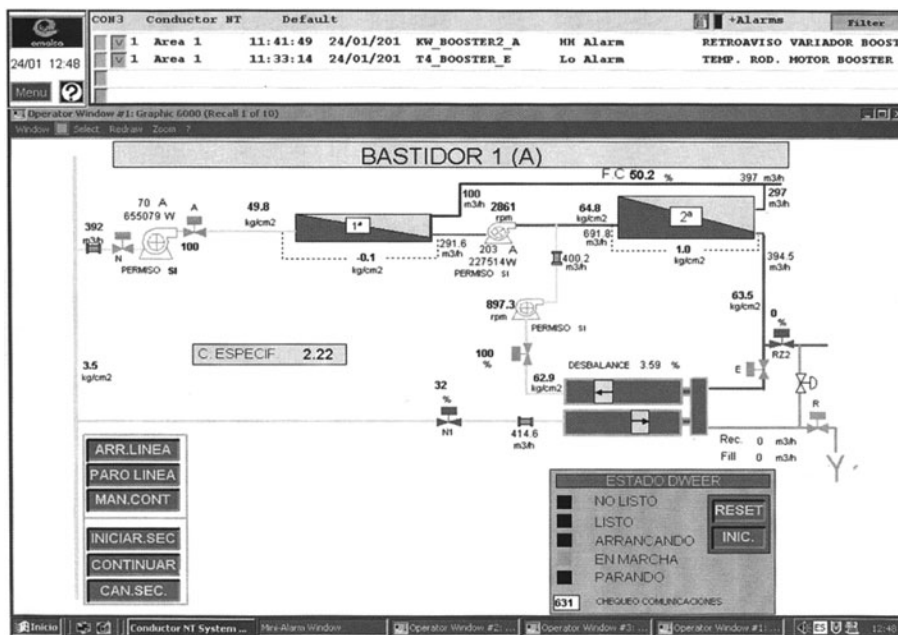 CON3 Conductor NT Default +Alarms Filter
1 Area 1 11:41:49 24/01/201 KW_BOOSTER2_A HH Alarm RETROAVISO VARIADOR BOOST
1 Area 1 11:33:14 24/01/201 T4_BOOSTER_E Lo Alarm TEMP. ROD. MOTOR BOOSTER
emalsa
24/01 12:48
Menu ?
Operator Window #1: Graphic 6000 (Recall 1 of 10)
Window Select Redraw Zoom ?
BASTIDOR 1 (A)
F.C 50.2 %
397 m3/h
297 m3/h
100 m3/h
70 A
655079 W
A
49.8 kg/cm2
2861 rpm
64.8 kg/cm2
392 m3/h
N
100
PERMISO SI
1ª
-0.1 kg/cm2
291.6 m3/h
203 A
227514W
PERMISO SI
691.8 m3/h
2ª
1.0 kg/cm2
400.2 m3/h
394.5 m3/h
897.3 rpm
PERMISO SI
63.5 kg/cm2
0 %
RZ2
C. ESPECIF. 2.22
3.5 kg/cm2
100 %
DESBALANCE 3.59 %
E
D
62.9 kg/cm2
32 %
N1
414.6 m3/h
R
Rec. 0 m3/h
Fill 0 m3/h
ARR.LINEA
PARO LINEA
MAN.CONT
INICIAR.SEC
CONTINUAR
CAN.SEC.
ESTADO DWEER
NO LISTO
LISTO
ARRANCANDO
EN MARCHA
PARANDO
RESET
INIC.
631 CHEQUEO COMUNICACIONES
Inicio Conductor NT System ... Mini-Alarm Window Operator Window #2: ... Operator Window #3: ... Operator Window #1: ... ES 12:48